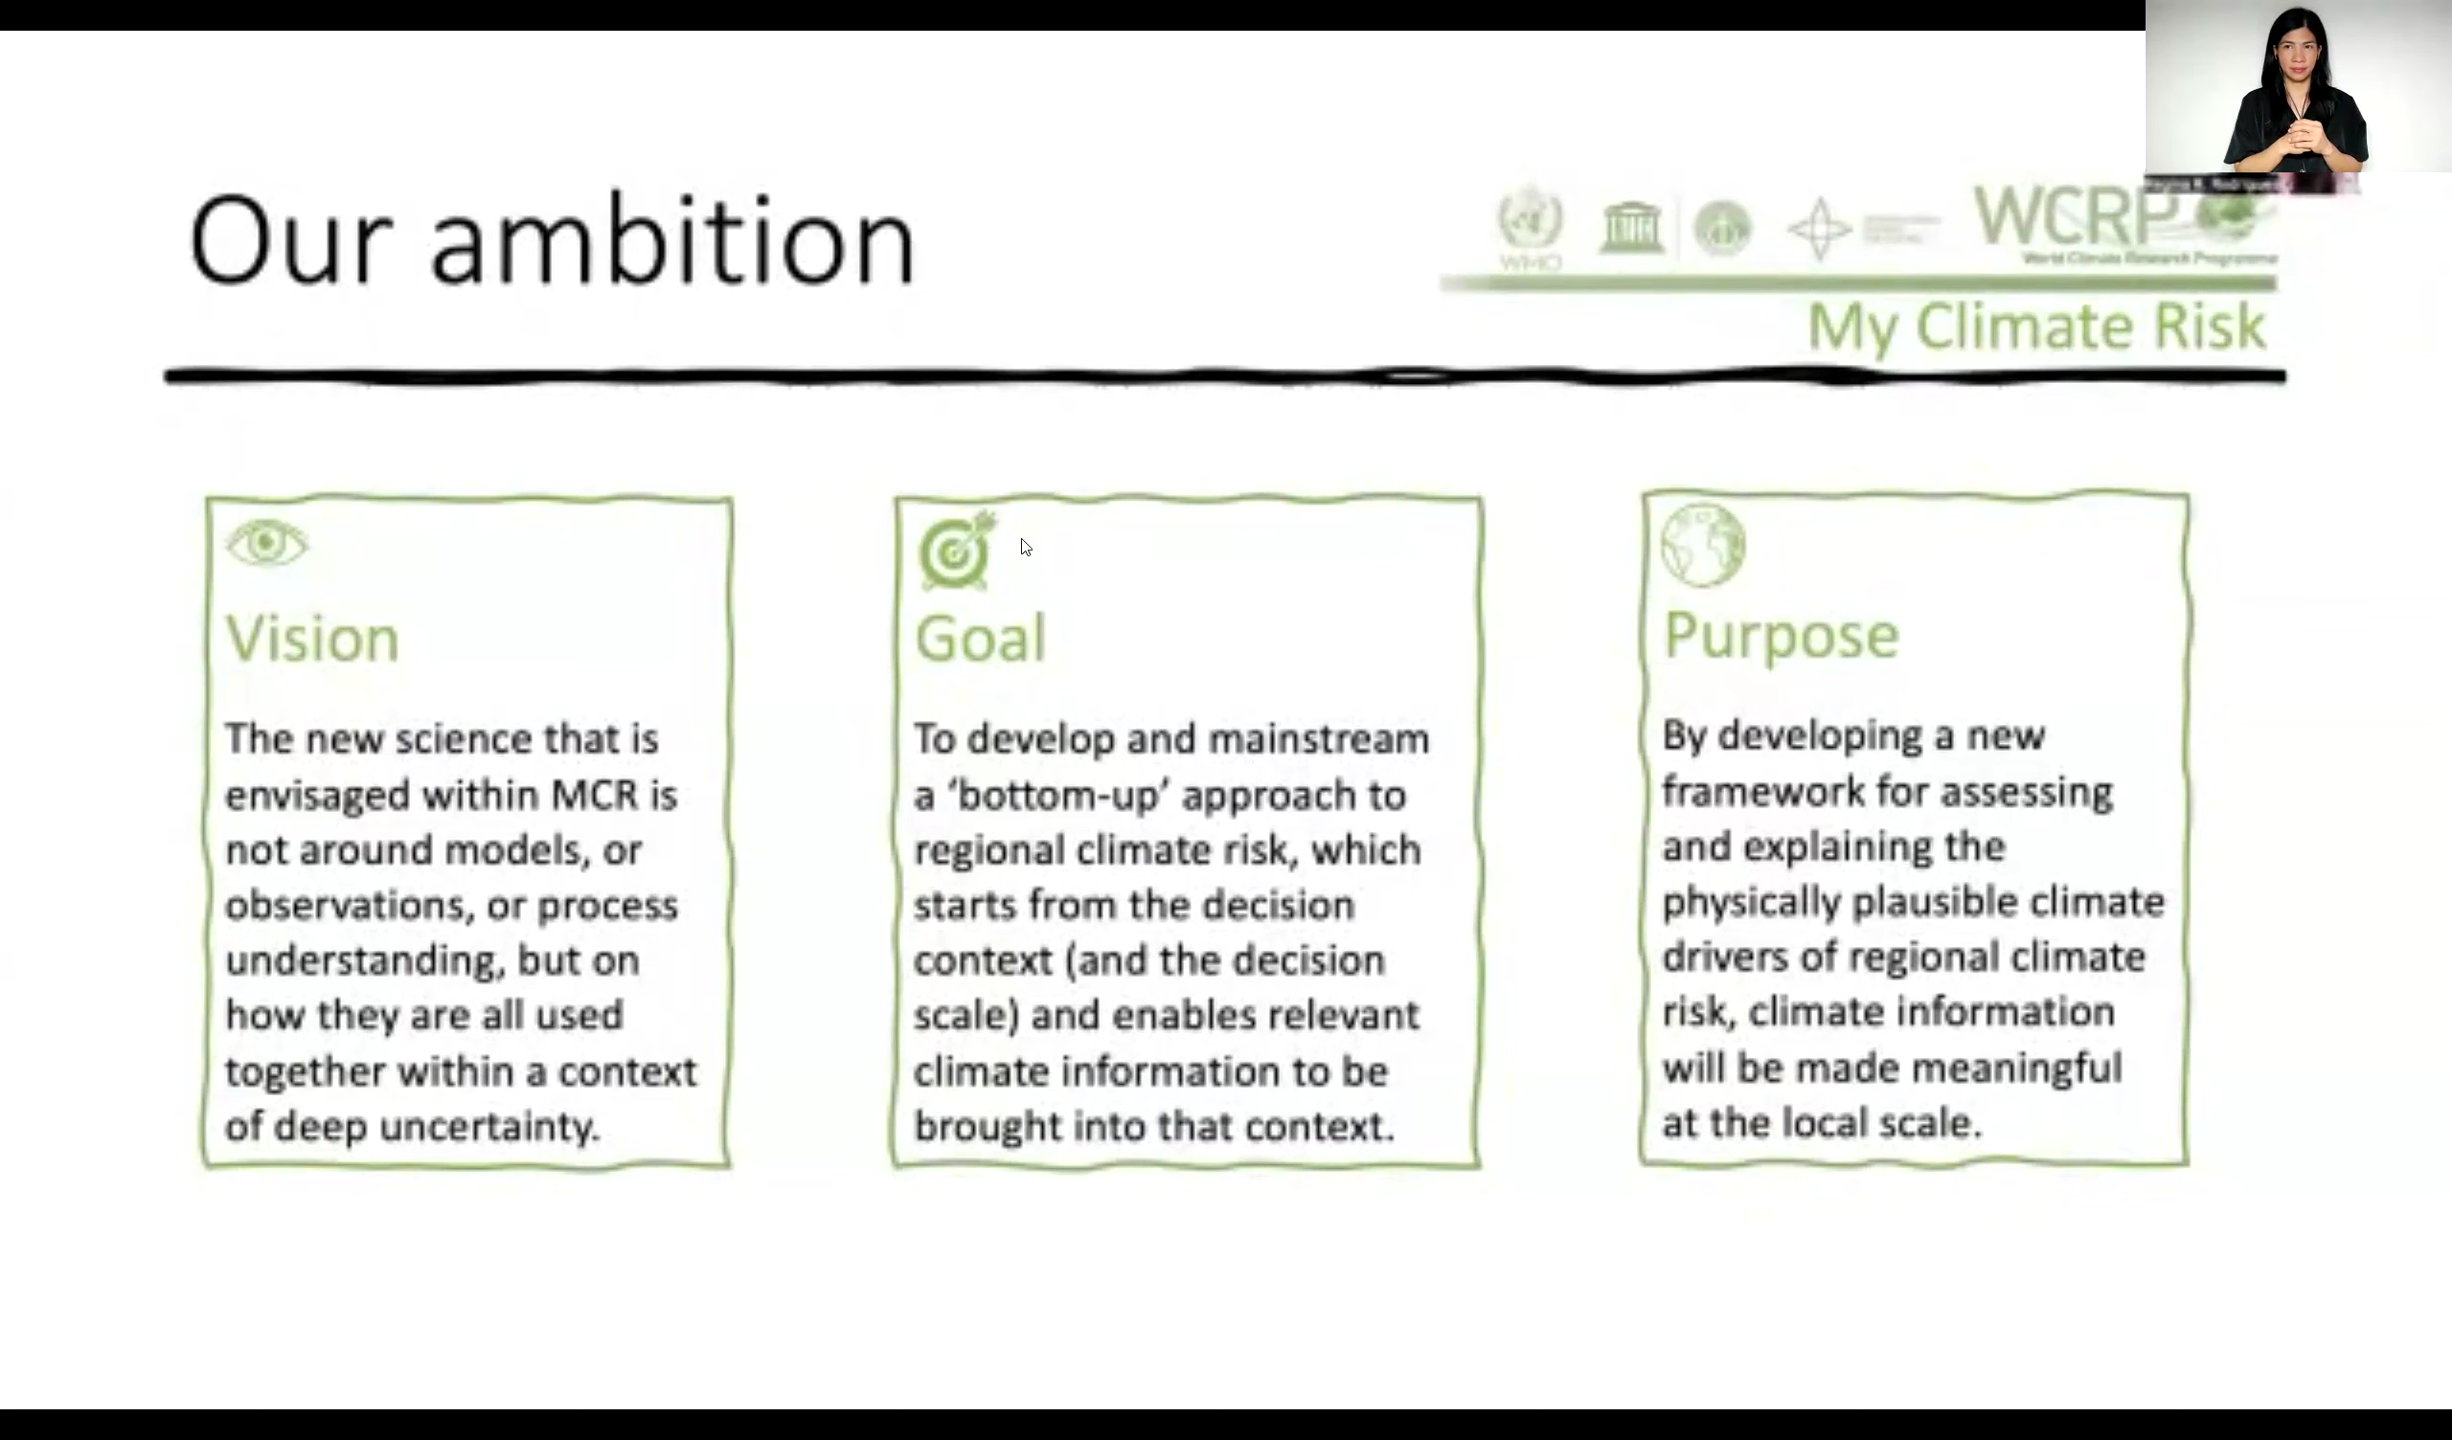 Our ambition
WMO
WCRP
World Climate Research Programme
My Climate Risk
Vision
The new science that is
envisaged within MCR is
not around models, or
observations, or process
understanding, but on
how they are all used
together within a context
of deep uncertainty.
Goal
To develop and mainstream
a ‘bottom-up’ approach to
regional climate risk, which
starts from the decision
context (and the decision
scale) and enables relevant
climate information to be
brought into that context.
Purpose
By developing a new
framework for assessing
and explaining the
physically plausible climate
drivers of regional climate
risk, climate information
will be made meaningful
at the local scale.